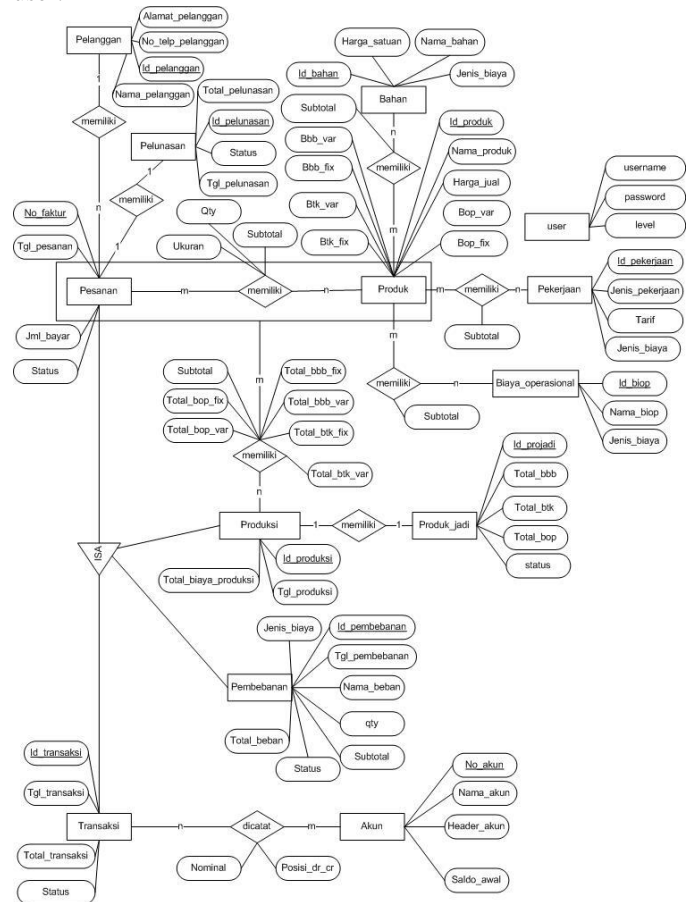 Alamat_pelanggan
Pelanggan
No_telp_pelanggan
Id_pelanggan
Nama_pelanggan
1
memiliki
n
Total_pelunasan
Id_pelunasan
Pelunasan
Status
Tgl_pelunasan
1
memiliki
1
Harga_satuan
Nama_bahan
Id_bahan
Jenis_biaya
Bahan
n
memiliki
m
Subtotal
Id_produk
Bbb_var
Nama_produk
Bbb_fix
Harga_jual
Btk_var
Bop_var
Btk_fix
Bop_fix
username
password
user
level
No_faktur
Tgl_pesanan
Qty
Subtotal
Ukuran
Pesanan
m
memiliki
n
Produk
m
memiliki
n
Pekerjaan
Id_pekerjaan
Jenis_pekerjaan
Tarif
Jenis_biaya
Subtotal
Jml_bayar
Status
m
memiliki
n
Biaya_operasional
Subtotal
Id_biop
Nama_biop
Jenis_biaya
m
Subtotal
Total_bbb_fix
Total_bop_fix
Total_bbb_var
Total_bop_var
Total_btk_fix
memiliki
Total_btk_var
n
Produksi
1
memiliki
1
Produk_jadi
Id_projadi
Total_bbb
Total_btk
Total_bop
status
Id_produksi
Total_biaya_produksi
Tgl_produksi
ISA
Jenis_biaya
Id_pembebanan
Tgl_pembebanan
Pembebanan
Nama_beban
qty
Total_beban
Subtotal
Status
Id_transaksi
Tgl_transaksi
Transaksi
Total_transaksi
Status
n
dicatat
m
Nominal
Posisi_dr_cr
Akun
No_akun
Nama_akun
Header_akun
Saldo_awal